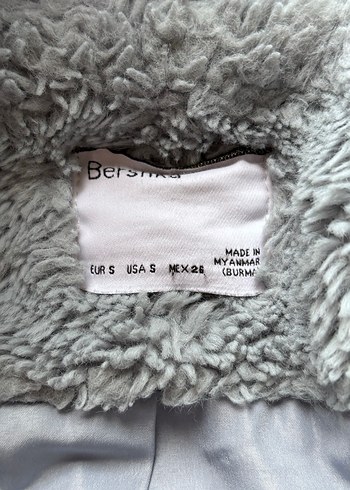 Bershka
EUR S USA S MEX 26
MADE IN
MYANMAR
(BURMA